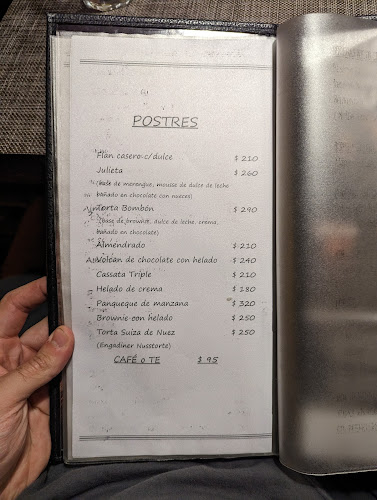 POSTRES
Flan casero c/dulce $ 210
Julieta $ 260
(base de merengue, mousse de dulce de leche
bañado en chocolate con nueces)
Torta Bombón $ 290
(base de brownie, dulce de leche, crema,
bañado en chocolate)
Almendrado $ 210
Volcán de chocolate con helado $ 240
Cassata Triple $ 210
Helado de crema $ 180
Panqueque de manzana $ 320
Brownie con helado $ 250
Torta Suiza de Nuez $ 250
(Engadiner Nusstorte)
CAFÉ o TE $ 95